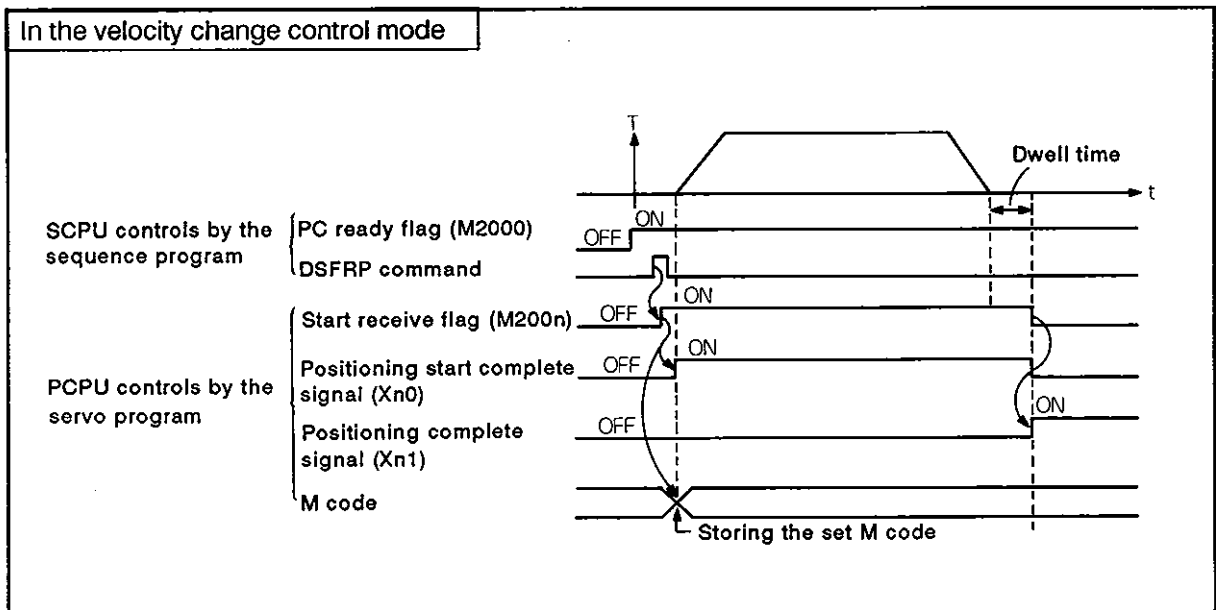 In the velocity change control mode
T
Dwell time
t
SCPU controls by the
sequence program
PC ready flag (M2000)
OFF
ON
DSFRP command
PCPU controls by the
servo program
Start receive flag (M200n)
OFF
ON
Positioning start complete
signal (Xn0)
OFF
ON
Positioning complete
signal (Xn1)
OFF
ON
M code
Storing the set M code